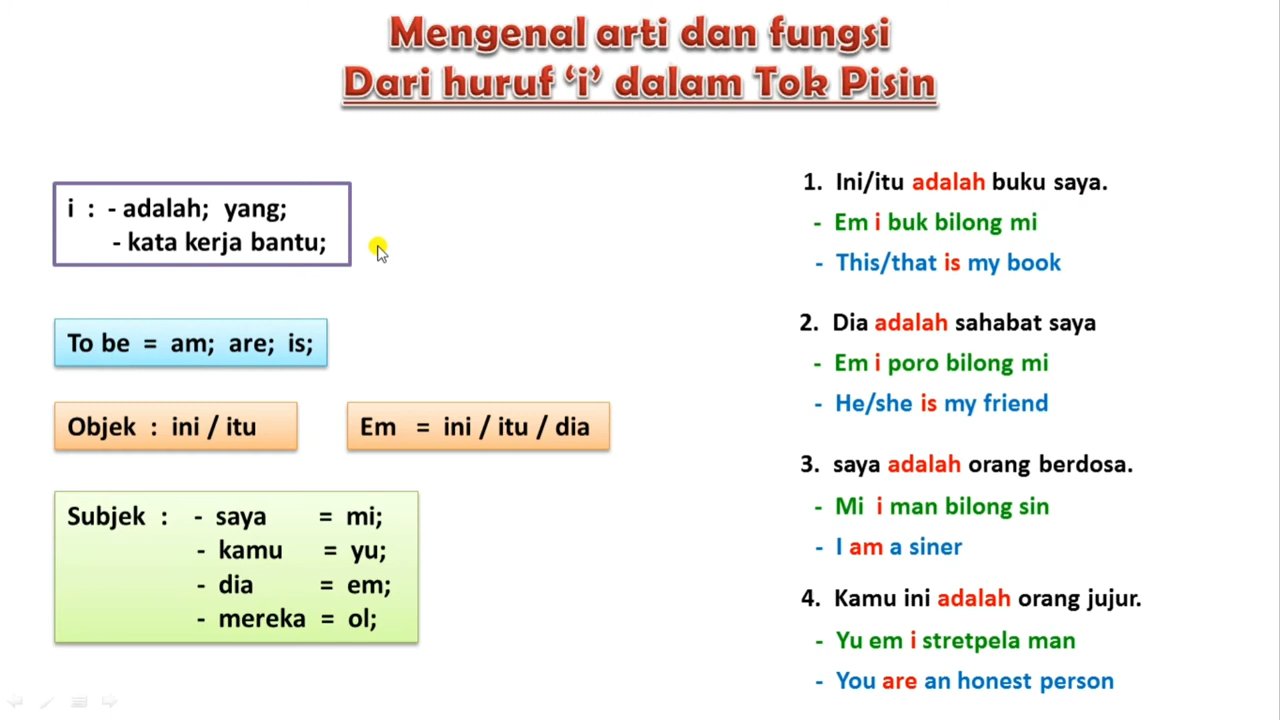 Mengenal arti dan fungsi
Dari huruf ‘i’ dalam Tok Pisin
i : - adalah; yang;
- kata kerja bantu;
To be = am; are; is;
Objek : ini / itu
Em = ini / itu / dia
Subjek : - saya = mi;
- kamu = yu;
- dia = em;
- mereka = ol;
1. Ini/itu adalah buku saya.
- Em i buk bilong mi
- This/that is my book
2. Dia adalah sahabat saya
- Em i poro bilong mi
- He/she is my friend
3. saya adalah orang berdosa.
- Mi i man bilong sin
- I am a siner
4. Kamu ini adalah orang jujur.
- Yu em i stretpela man
- You are an honest person